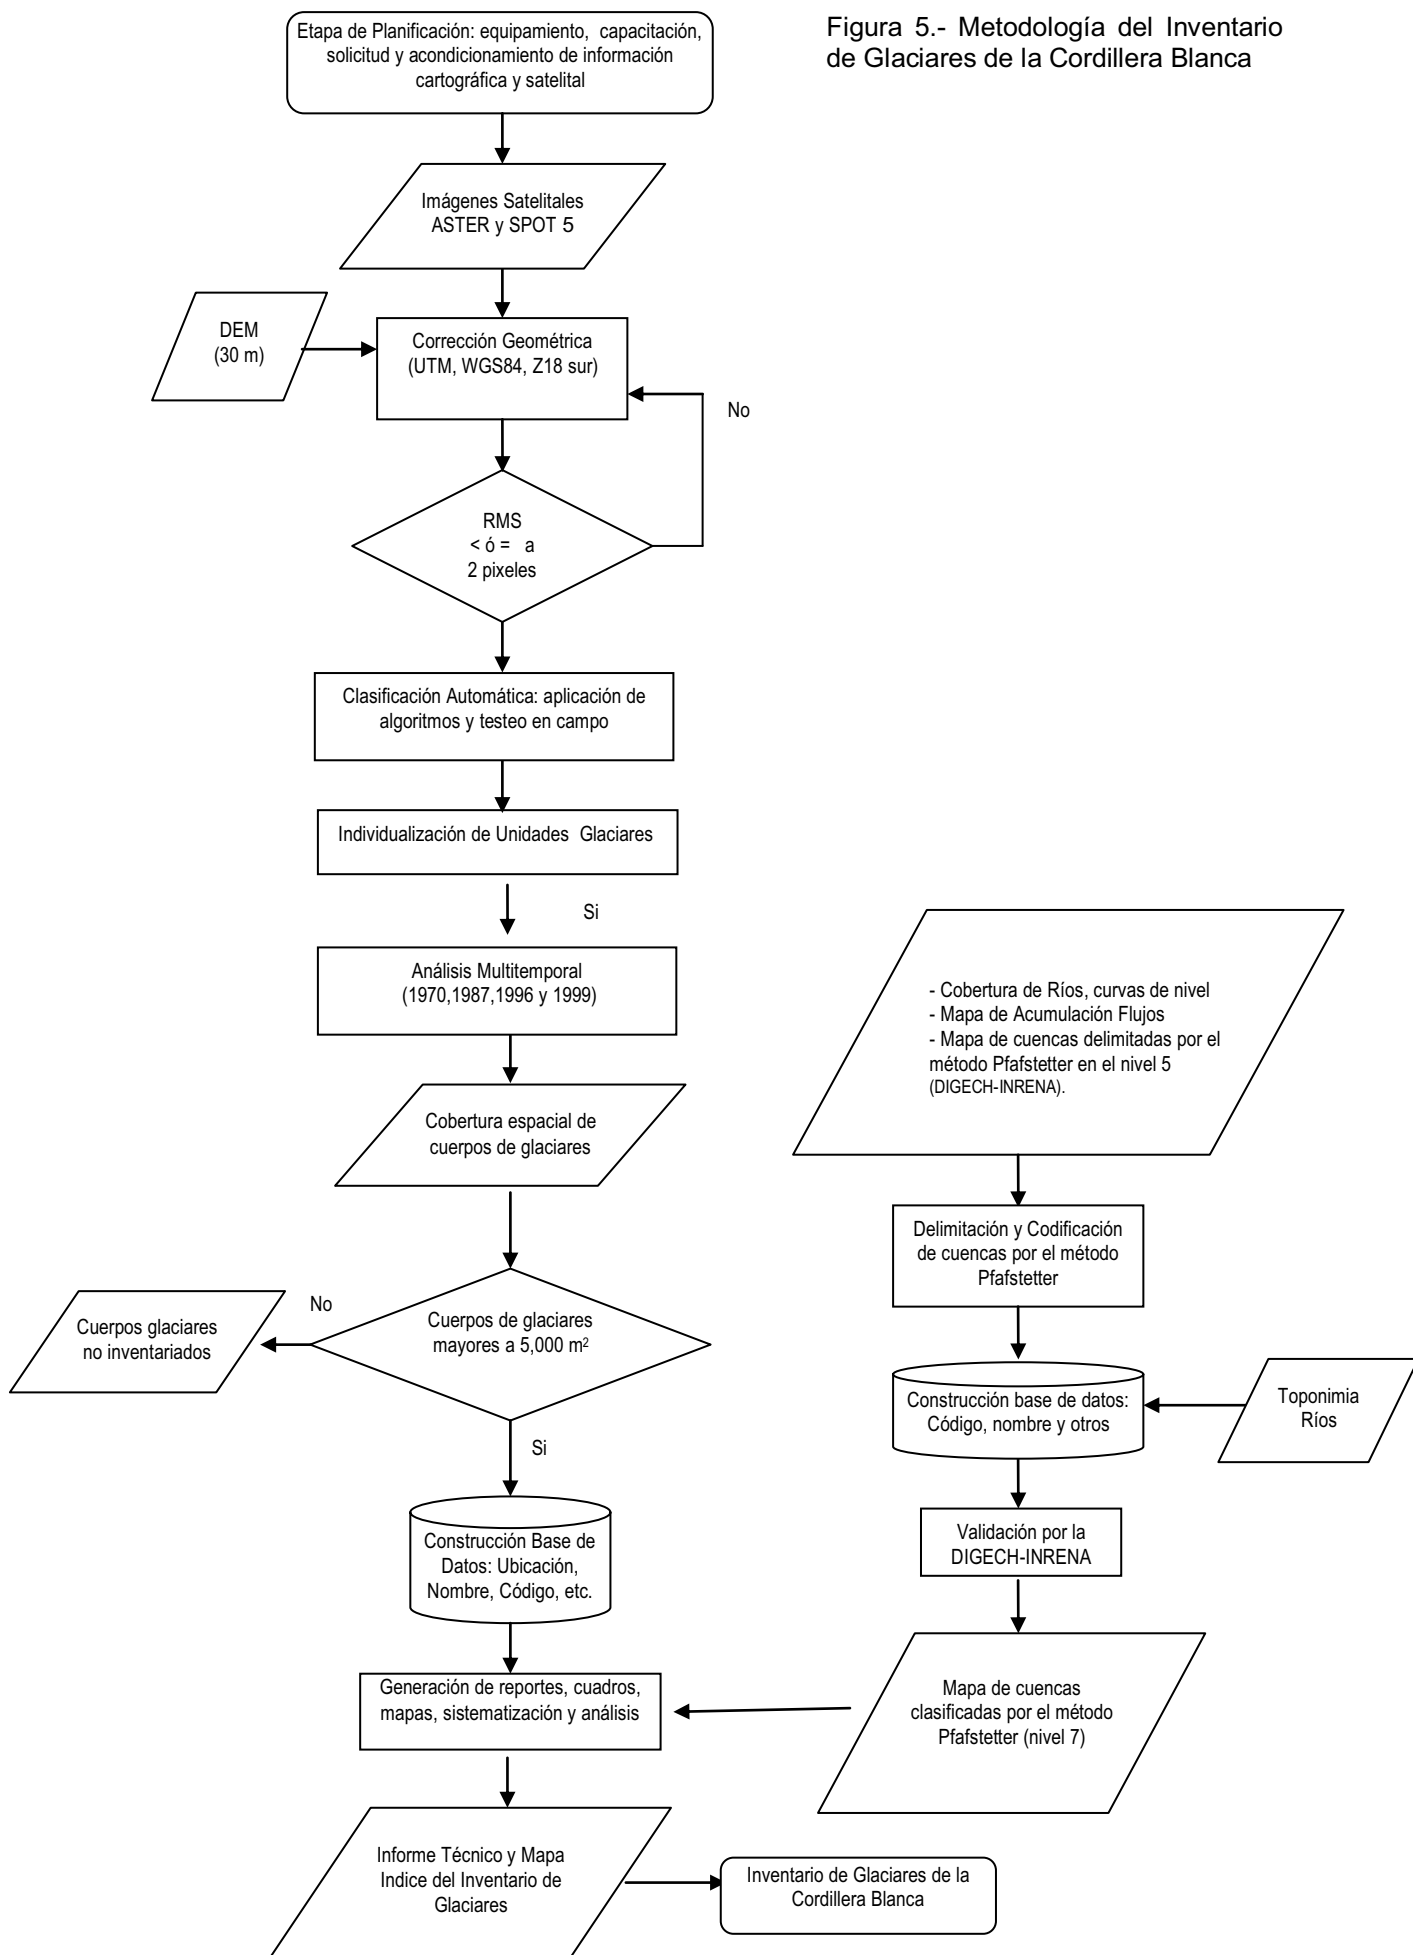 Figura 5.- Metodología del Inventario
de Glaciares de la Cordillera Blanca
Etapa de Planificación: equipamiento, capacitación,
solicitud y acondicionamiento de información
cartográfica y satelital
Imágenes Satelitales
ASTER y SPOT 5
DEM
(30 m)
Corrección Geométrica
(UTM, WGS84, Z18 sur)
No
RMS
< ó = a
2 pixeles
Clasificación Automática: aplicación de
algoritmos y testeo en campo
Individualización de Unidades Glaciares
Si
Análisis Multitemporal
(1970,1987,1996 y 1999)
Cobertura espacial de
cuerpos de glaciares
No
Cuerpos glaciares
no inventariados
Cuerpos de glaciares
mayores a 5,000 m²
Si
Construcción Base de
Datos: Ubicación,
Nombre, Código, etc.
- Cobertura de Ríos, curvas de nivel
- Mapa de Acumulación Flujos
- Mapa de cuencas delimitadas por el
método Pfafstetter en el nivel 5
(DIGECH-INRENA).
Delimitación y Codificación
de cuencas por el método
Pfafstetter
Construcción base de datos:
Código, nombre y otros
Toponimia
Ríos
Validación por la
DIGECH-INRENA
Mapa de cuencas
clasificadas por el método
Pfafstetter (nivel 7)
Generación de reportes, cuadros,
mapas, sistematización y análisis
Informe Técnico y Mapa
Indice del Inventario de
Glaciares
Inventario de Glaciares de la
Cordillera Blanca